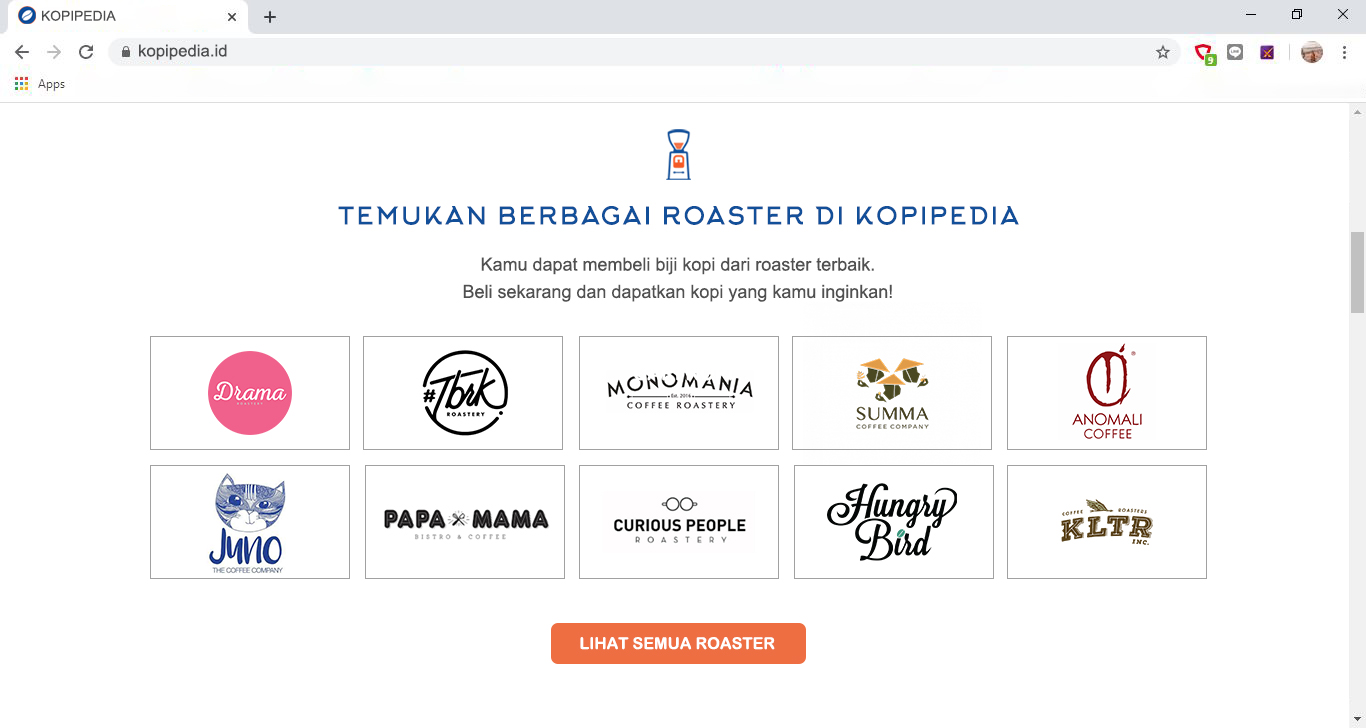 KOPIPEDIA
kopipedia.id
9
Apps
TEMUKAN BERBAGAI ROASTER DI KOPIPEDIA
Kamu dapat membeli biji kopi dari roaster terbaik.
Beli sekarang dan dapatkan kopi yang kamu inginkan!
Drama
ROASTERY
#Tbrk.
ROASTERY
MONOMANIA
Est. 2016
COFFEE ROASTERY
SUMMA
COFFEE COMPANY
ANOMALI
COFFEE
JUNO
THE COFFEE COMPANY
PAPA MAMA
BISTRO & COFFEE
CURIOUS PEOPLE
ROASTERY
Hungry
Bird
COFFEE ROASTERS
KLTR
INC.
LIHAT SEMUA ROASTER